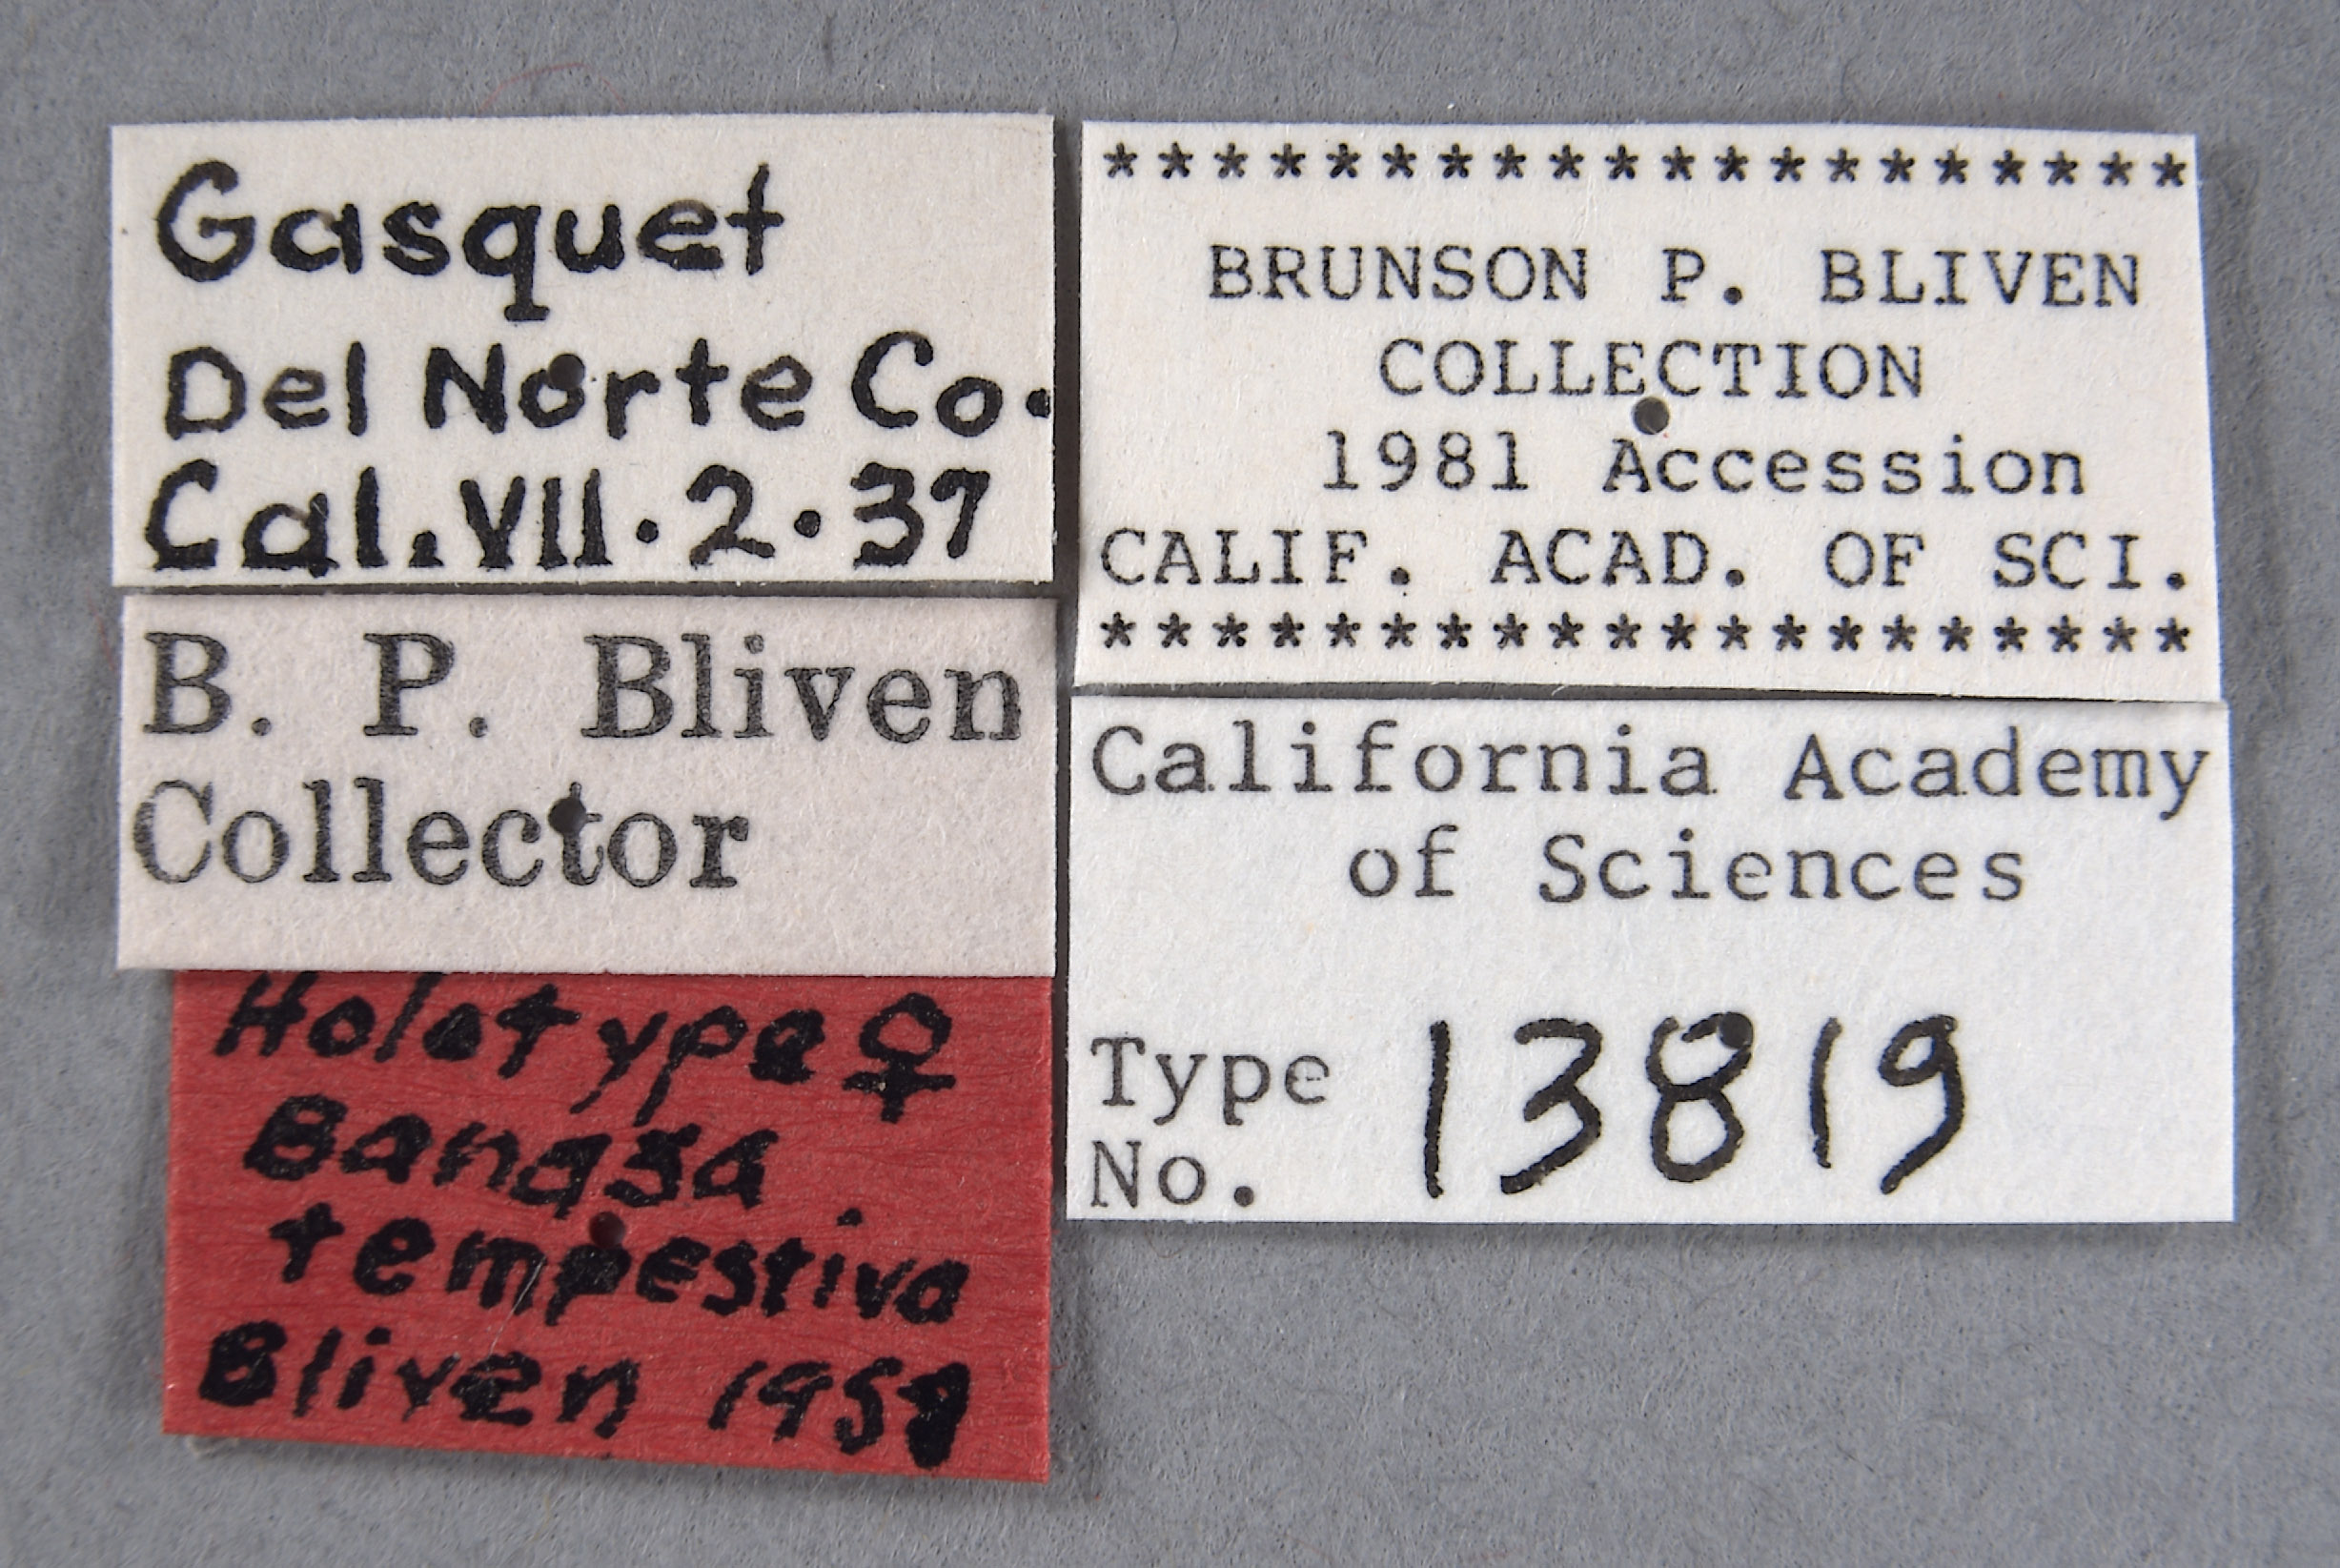 Gasquet
Del Norte Co.
Cal. VII. 2. 37
B. P. Bliven
Collector
Holotype ♀
Banasa
tempestiva
Bliven
* * * * * * * * * * * * * * * * * * * *
BRUNSON P. BLIVEN
COLLECTION
1981 Accession
CALIF. ACAD. OF SCI.
* * * * * * * * * * * * * * * * * * * *
California Academy
of Sciences
Type
No. 13819